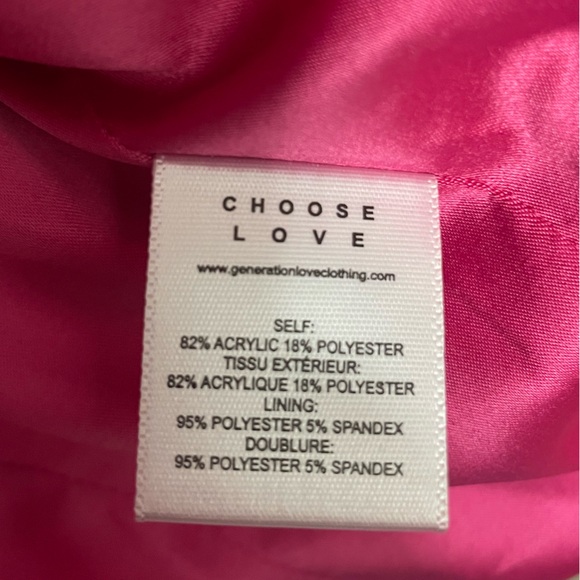 CHOOSE
LOVE
www.generationloveclothing.com
SELF:
82% ACRYLIC 18% POLYESTER
TISSU EXTÉRIEUR:
82% ACRYLIQUE 18% POLYESTER
LINING:
95% POLYESTER 5% SPANDEX
DOUBLURE:
95% POLYESTER 5% SPANDEX